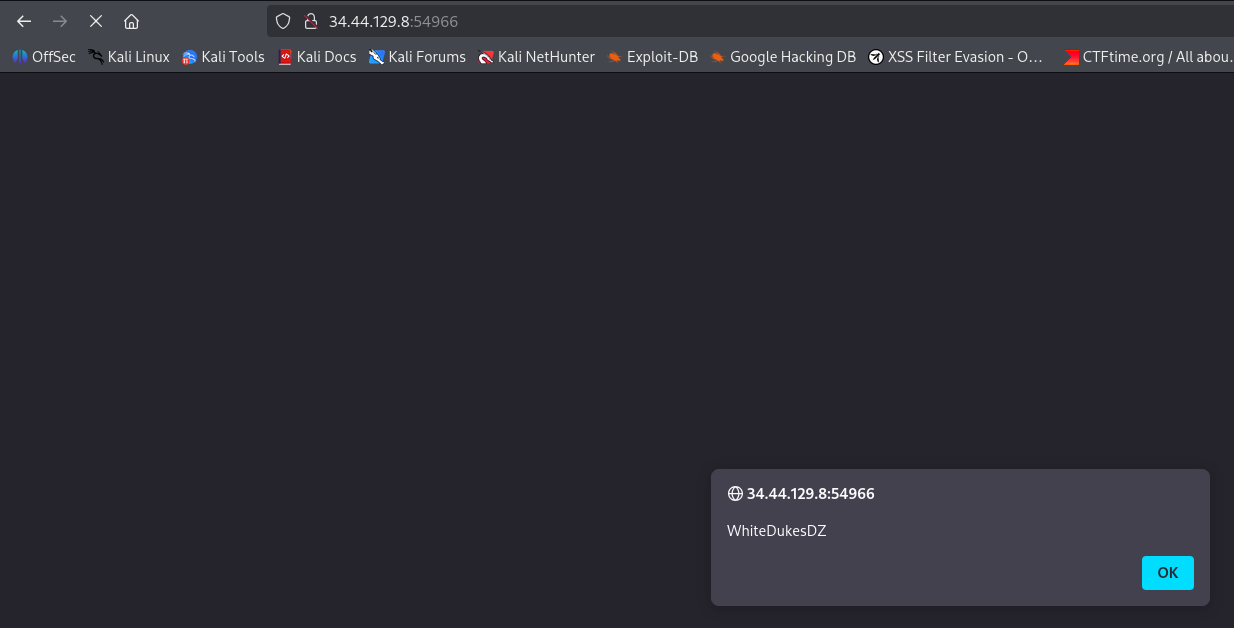 34.44.129.8:54966
OffSec Kali Linux Kali Tools Kali Docs Kali Forums Kali NetHunter Exploit-DB Google Hacking DB XSS Filter Evasion - O… CTFtime.org / All abou.
34.44.129.8:54966
WhiteDukesDZ
OK